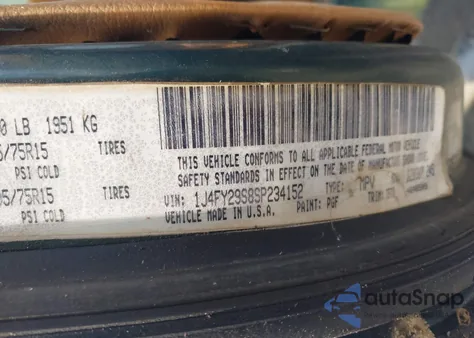 0 LB 1951 KG
/75R15 TIRES
PSI COLD
5/75R15 TIRES
PSI COLD
THIS VEHICLE CONFORMS TO ALL APPLICABLE FEDERAL MOTOR VEHICLE
SAFETY STANDARDS IN EFFECT ON THE DATE OF MANUFACTURE SHOWN ABOVE.
VIN: 1J4FY29S8SP234152 TYPE: MPV
VEHICLE MADE IN U.S.A. PAINT: PGF TRIM:
autoSnap